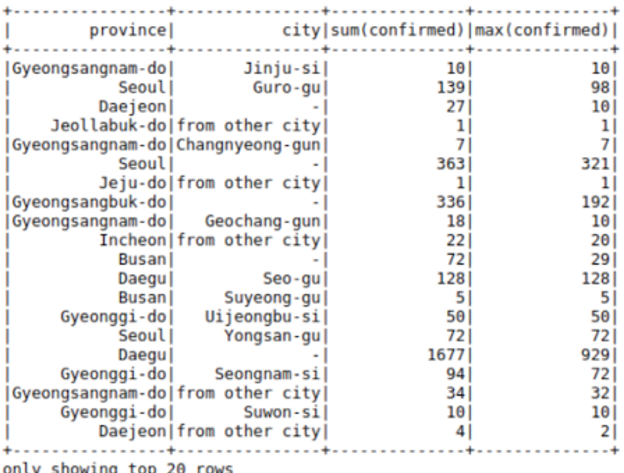 +----------------+---------------+--------------+--------------+
|        province|           city|sum(confirmed)|max(confirmed)|
+----------------+---------------+--------------+--------------+
|Gyeongsangnam-do|       Jinju-si|            10|            10|
|           Seoul|        Guro-gu|           139|            98|
|         Daejeon|              -|            27|            10|
|    Jeollabuk-do|from other city|             1|             1|
|Gyeongsangnam-do|Changnyeong-gun|             7|             7|
|           Seoul|              -|           363|           321|
|         Jeju-do|from other city|             1|             1|
|Gyeongsangbuk-do|              -|           336|           192|
|Gyeongsangnam-do|   Geochang-gun|            18|            10|
|         Incheon|from other city|            22|            20|
|           Busan|              -|            72|            29|
|           Daegu|         Seo-gu|           128|           128|
|           Busan|     Suyeong-gu|             5|             5|
|     Gyeonggi-do|   Uijeongbu-si|            50|            50|
|           Seoul|     Yongsan-gu|            72|            72|
|           Daegu|              -|          1677|           929|
|     Gyeonggi-do|    Seongnam-si|            94|            72|
|Gyeongsangnam-do|from other city|            34|            32|
|     Gyeonggi-do|       Suwon-si|            10|            10|
|         Daejeon|from other city|             4|             2|
+----------------+---------------+--------------+--------------+
only showing top 20 rows